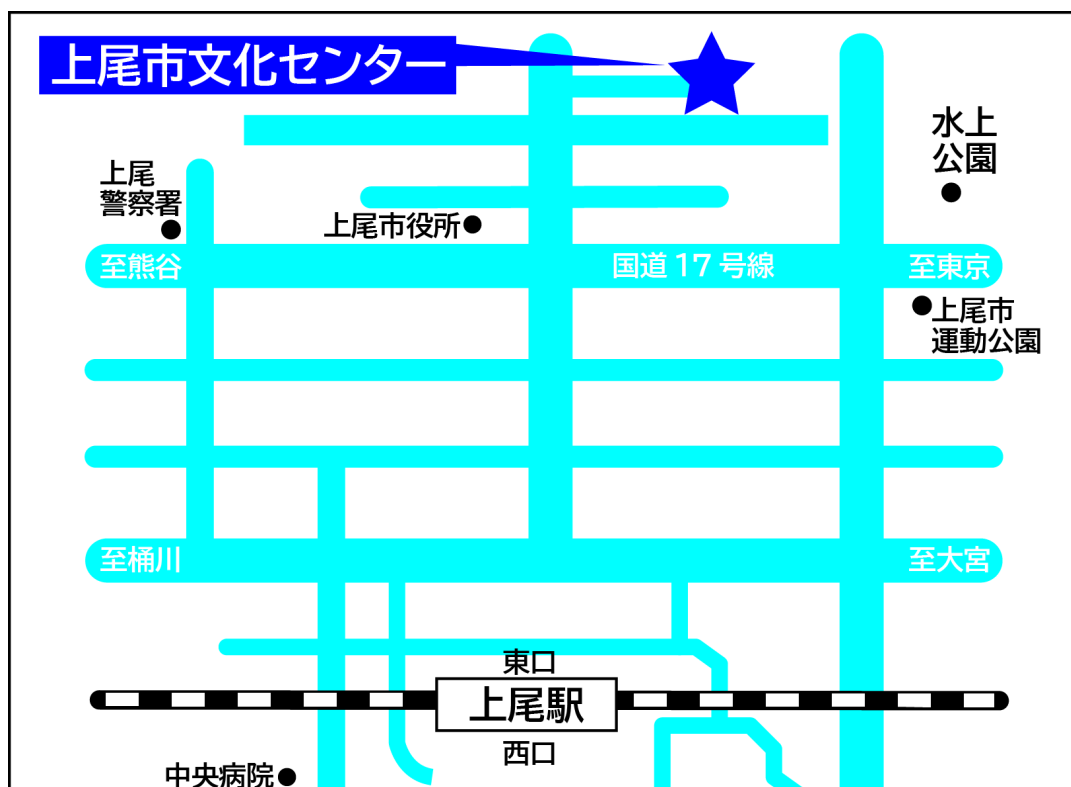 上尾市文化センター
水上
公園
上尾
警察署
上尾市役所
至熊谷
国道 17 号線
至東京
上尾市
運動公園
至桶川
至大宮
東口
上尾駅
西口
中央病院